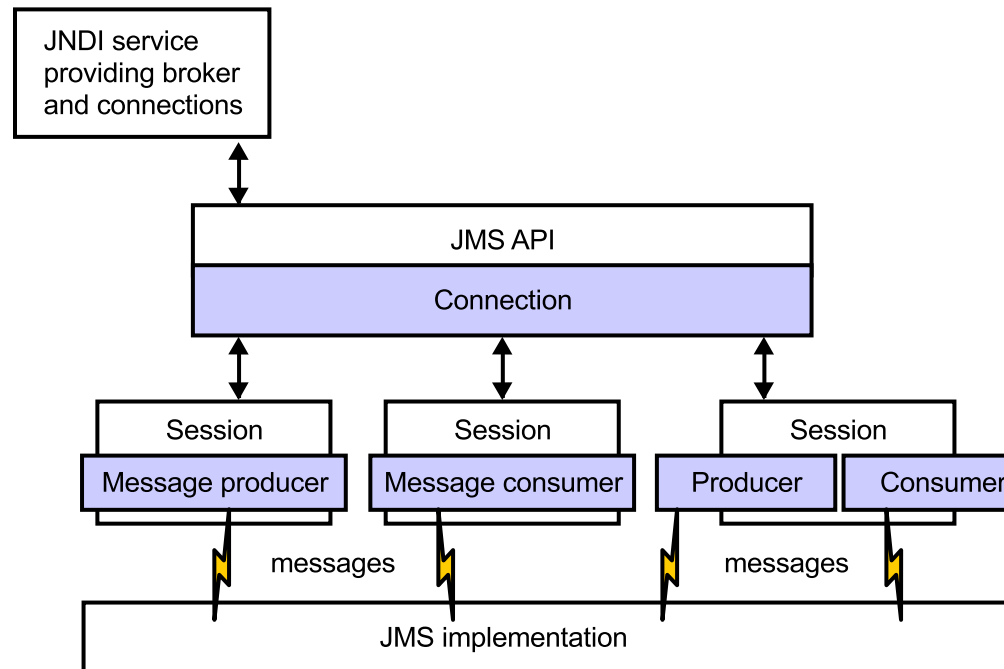 JNDI service
providing broker
and connections
JMS API
Connection
Session
Session
Session
Message producer
Message consumer
Producer
Consumer
messages
messages
JMS implementation